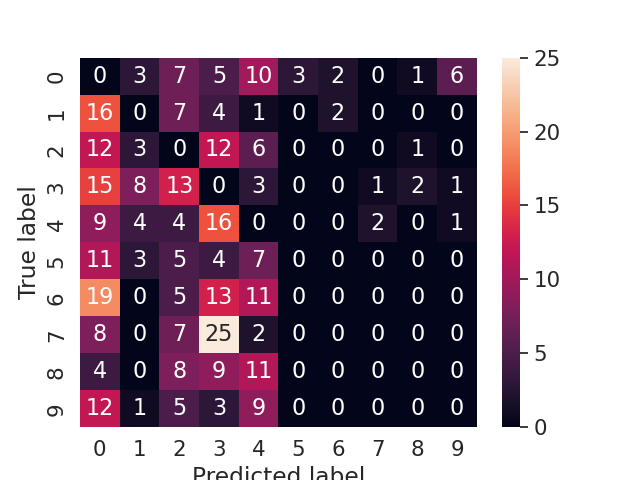 0 0 3 7 5 10 3 2 0 1 6 25
1 16 0 7 4 1 0 2 0 0 0
2 12 3 0 12 6 0 0 0 1 0 20
3 15 8 13 0 3 0 0 1 2 1 15
4 9 4 4 16 0 0 0 2 0 1
5 11 3 5 4 7 0 0 0 0 0
6 19 0 5 13 11 0 0 0 0 0 10
7 8 0 7 25 2 0 0 0 0 0
8 4 0 8 9 11 0 0 0 0 0 5
9 12 1 5 3 9 0 0 0 0 0 0
0 1 2 3 4 5 6 7 8 9
True label
Predicted label